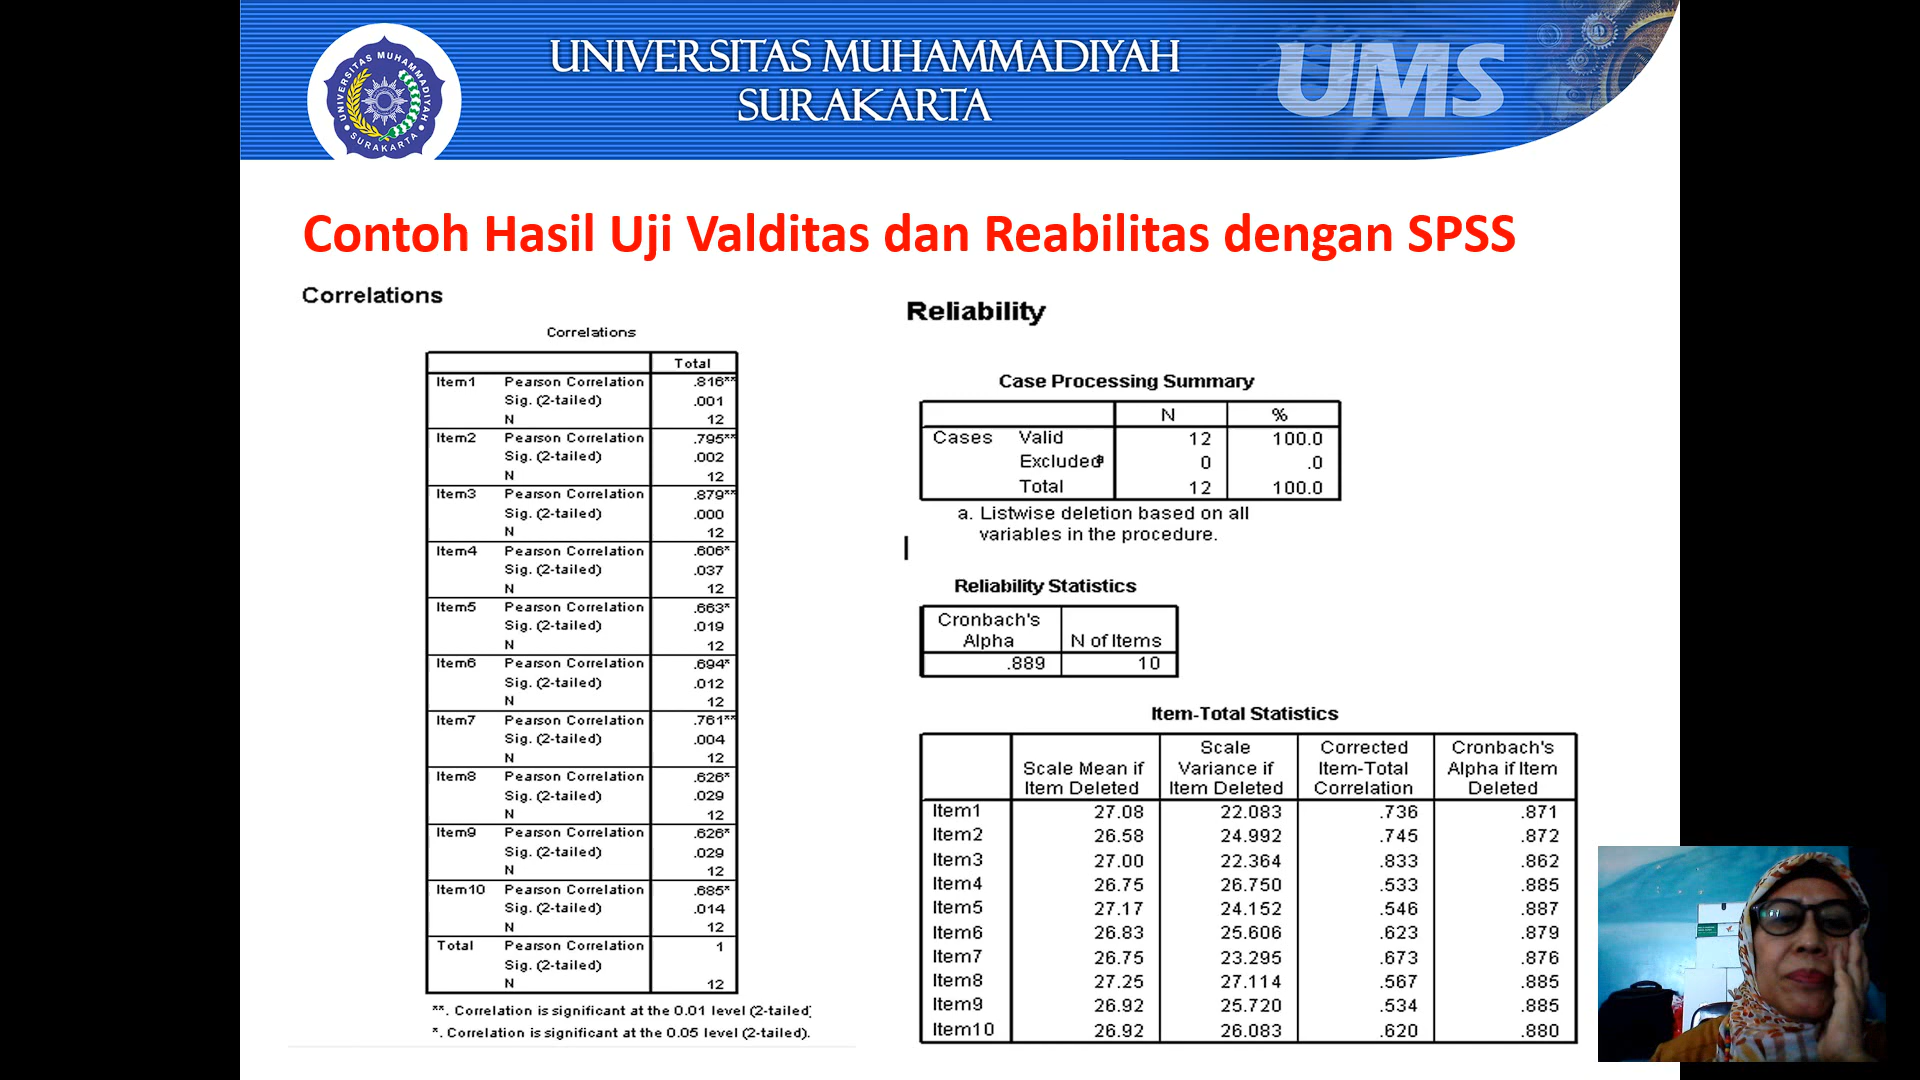 UNIVERSITAS MUHAMMADIYAH
SURAKARTA
UNIVERSITAS MUHAMMADIYAH
SURAKARTA
UMS
Contoh Hasil Uji Valditas dan Reabilitas dengan SPSS
Correlations
Correlations
Total
Item1 Pearson Correlation .816**
Sig. (2-tailed) .001
N 12
Item2 Pearson Correlation .795**
Sig. (2-tailed) .002
N 12
Item3 Pearson Correlation .879**
Sig. (2-tailed) .000
N 12
Item4 Pearson Correlation .606*
Sig. (2-tailed) .037
N 12
Item5 Pearson Correlation .663*
Sig. (2-tailed) .019
N 12
Item6 Pearson Correlation .694*
Sig. (2-tailed) .012
N 12
Item7 Pearson Correlation .761**
Sig. (2-tailed) .004
N 12
Item8 Pearson Correlation .626*
Sig. (2-tailed) .029
N 12
Item9 Pearson Correlation .626*
Sig. (2-tailed) .029
N 12
Item10 Pearson Correlation .685*
Sig. (2-tailed) .014
N 12
Total Pearson Correlation 1
Sig. (2-tailed)
N 12
**. Correlation is significant at the 0.01 level (2-tailed)
*. Correlation is significant at the 0.05 level (2-tailed).
Reliability
Case Processing Summary
N %
Cases Valid 12 100.0
Excludedª 0 .0
Total 12 100.0
a. Listwise deletion based on all
variables in the procedure.
Reliability Statistics
Cronbach's
Alpha N of Items
.889 10
Item-Total Statistics
Scale Mean if Item Deleted Scale Variance if Item Deleted Corrected Item-Total Correlation Cronbach's Alpha if Item Deleted
Item1 27.08 22.083 .736 .871
Item2 26.58 24.992 .745 .872
Item3 27.00 22.364 .833 .862
Item4 26.75 26.750 .533 .885
Item5 27.17 24.152 .546 .887
Item6 26.83 25.606 .623 .879
Item7 26.75 23.295 .673 .876
Item8 27.25 27.114 .567 .885
Item9 26.92 25.720 .534 .885
Item10 26.92 26.083 .620 .880